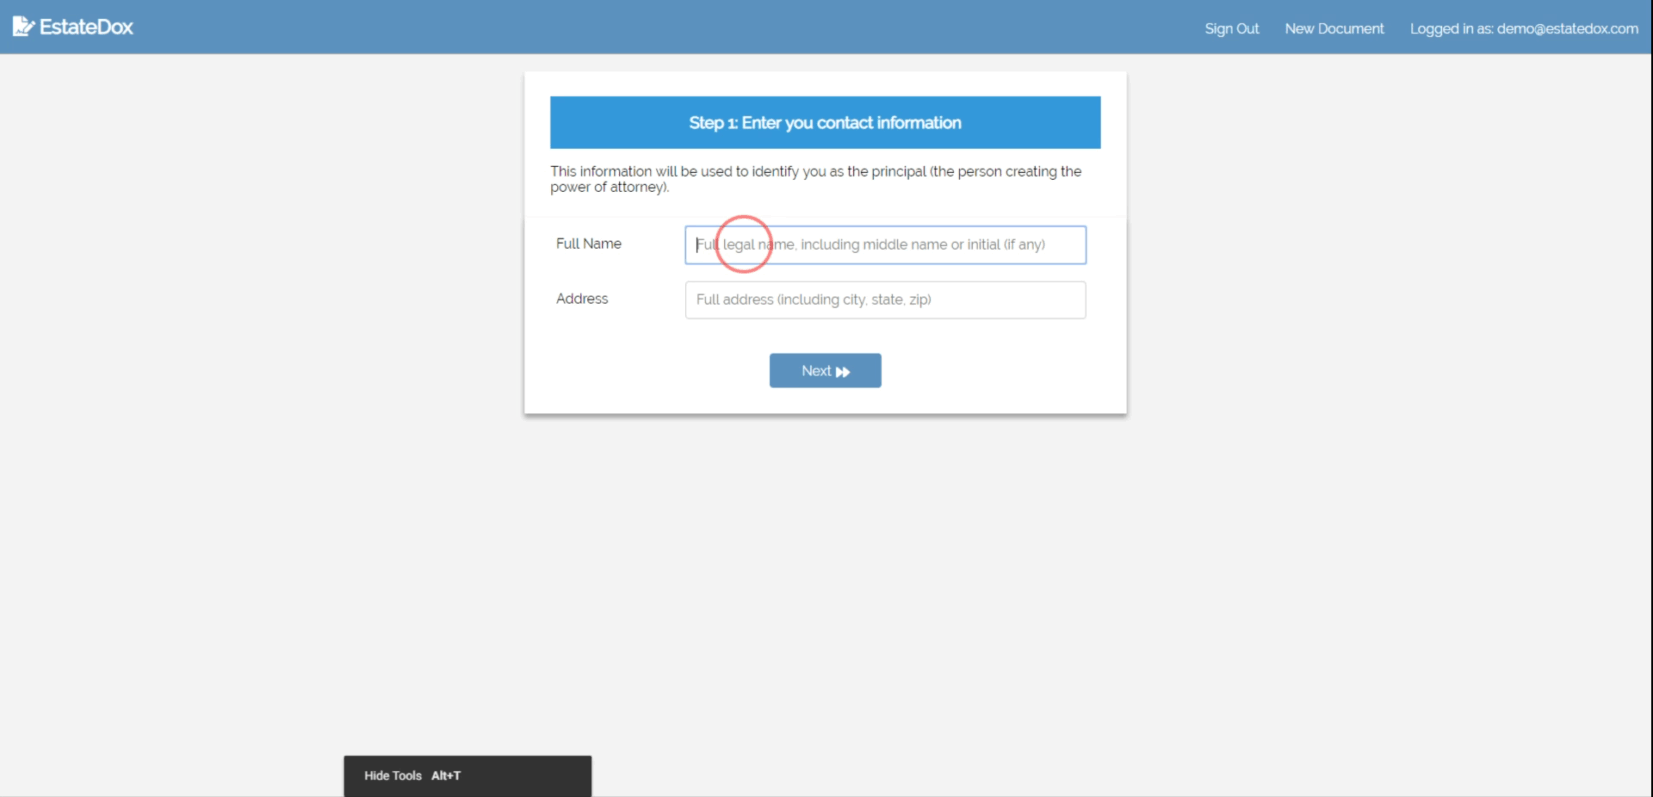 EstateDox
Sign Out New Document Logged in as: demo@estatedox.com
Step 1: Enter you contact information
This information will be used to identify you as the principal (the person creating the
power of attorney).
Full Name Full legal name, including middle name or initial (if any)
Address Full address (including city, state, zip)
Next
Hide Tools Alt+T